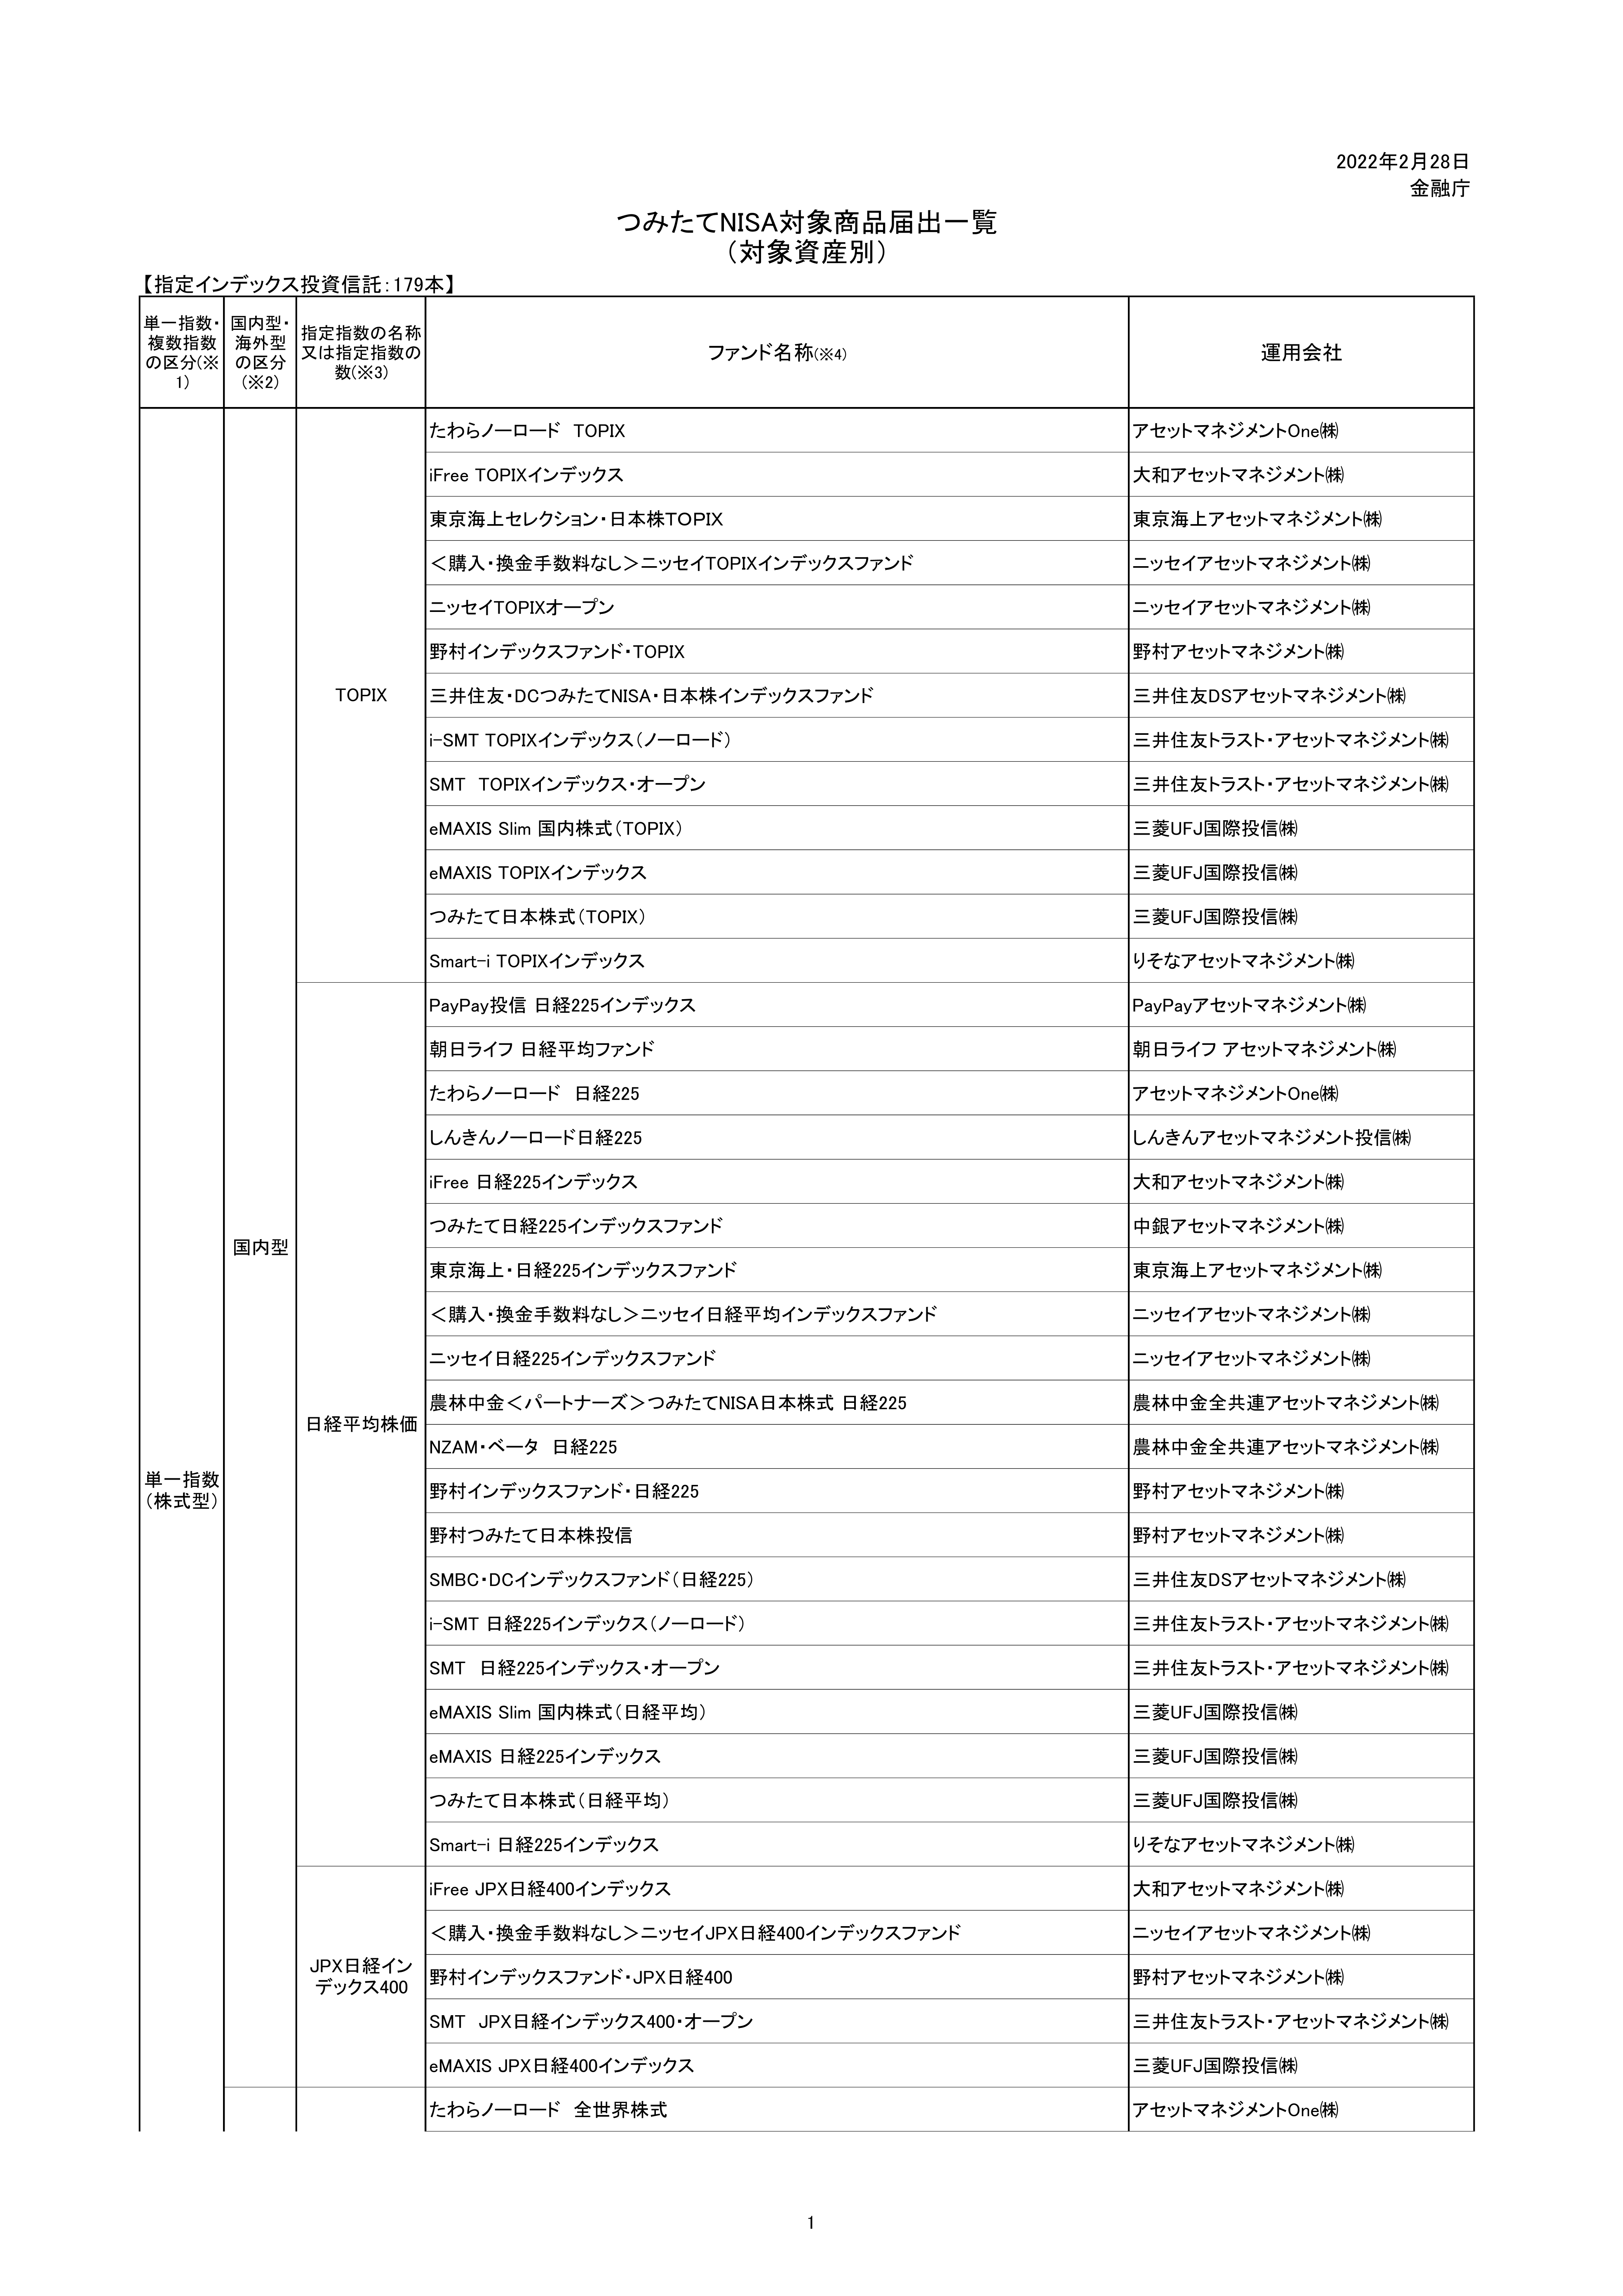 2022年2月28日
金融庁
つみたてNISA対象商品届出一覧
（対象資産別）
【指定インデックス投資信託：179本】
単一指数・複数指数の区分(※1) 国内型・海外型の区分(※2) 指定指数の名称又は指定指数の数(※3) ファンド名称(※4) 運用会社
単一指数（株式型）
国内型
TOPIX
たわらノーロード　TOPIX アセットマネジメントOne㈱
iFree TOPIXインデックス 大和アセットマネジメント㈱
東京海上セレクション・日本株TOPIX 東京海上アセットマネジメント㈱
＜購入・換金手数料なし＞ニッセイTOPIXインデックスファンド ニッセイアセットマネジメント㈱
ニッセイTOPIXオープン ニッセイアセットマネジメント㈱
野村インデックスファンド・TOPIX 野村アセットマネジメント㈱
三井住友・DCつみたてNISA・日本株インデックスファンド 三井住友DSアセットマネジメント㈱
i-SMT TOPIXインデックス（ノーロード） 三井住友トラスト・アセットマネジメント㈱
SMT　TOPIXインデックス・オープン 三井住友トラスト・アセットマネジメント㈱
eMAXIS Slim 国内株式（TOPIX） 三菱UFJ国際投信㈱
eMAXIS TOPIXインデックス 三菱UFJ国際投信㈱
つみたて日本株式（TOPIX） 三菱UFJ国際投信㈱
Smart-i TOPIXインデックス りそなアセットマネジメント㈱
日経平均株価
PayPay投信 日経225インデックス PayPayアセットマネジメント㈱
朝日ライフ 日経平均ファンド 朝日ライフ アセットマネジメント㈱
たわらノーロード　日経225 アセットマネジメントOne㈱
しんきんノーロード日経225 しんきんアセットマネジメント投信㈱
iFree 日経225インデックス 大和アセットマネジメント㈱
つみたて日経225インデックスファンド 中銀アセットマネジメント㈱
東京海上・日経225インデックスファンド 東京海上アセットマネジメント㈱
＜購入・換金手数料なし＞ニッセイ日経平均インデックスファンド ニッセイアセットマネジメント㈱
ニッセイ日経225インデックスファンド ニッセイアセットマネジメント㈱
農林中金＜パートナーズ＞つみたてNISA日本株式 日経225 農林中金全共連アセットマネジメント㈱
NZAM・ベータ　日経225 農林中金全共連アセットマネジメント㈱
野村インデックスファンド・日経225 野村アセットマネジメント㈱
野村つみたて日本株投信 野村アセットマネジメント㈱
SMBC・DCインデックスファンド（日経225） 三井住友DSアセットマネジメント㈱
i-SMT 日経225インデックス（ノーロード） 三井住友トラスト・アセットマネジメント㈱
SMT　日経225インデックス・オープン 三井住友トラスト・アセットマネジメント㈱
eMAXIS Slim 国内株式（日経平均） 三菱UFJ国際投信㈱
eMAXIS 日経225インデックス 三菱UFJ国際投信㈱
つみたて日本株式（日経平均） 三菱UFJ国際投信㈱
Smart-i 日経225インデックス りそなアセットマネジメント㈱
JPX日経インデックス400
iFree JPX日経400インデックス 大和アセットマネジメント㈱
＜購入・換金手数料なし＞ニッセイJPX日経400インデックスファンド ニッセイアセットマネジメント㈱
野村インデックスファンド・JPX日経400 野村アセットマネジメント㈱
SMT　JPX日経インデックス400・オープン 三井住友トラスト・アセットマネジメント㈱
eMAXIS JPX日経400インデックス 三菱UFJ国際投信㈱
たわらノーロード　全世界株式 アセットマネジメントOne㈱
1